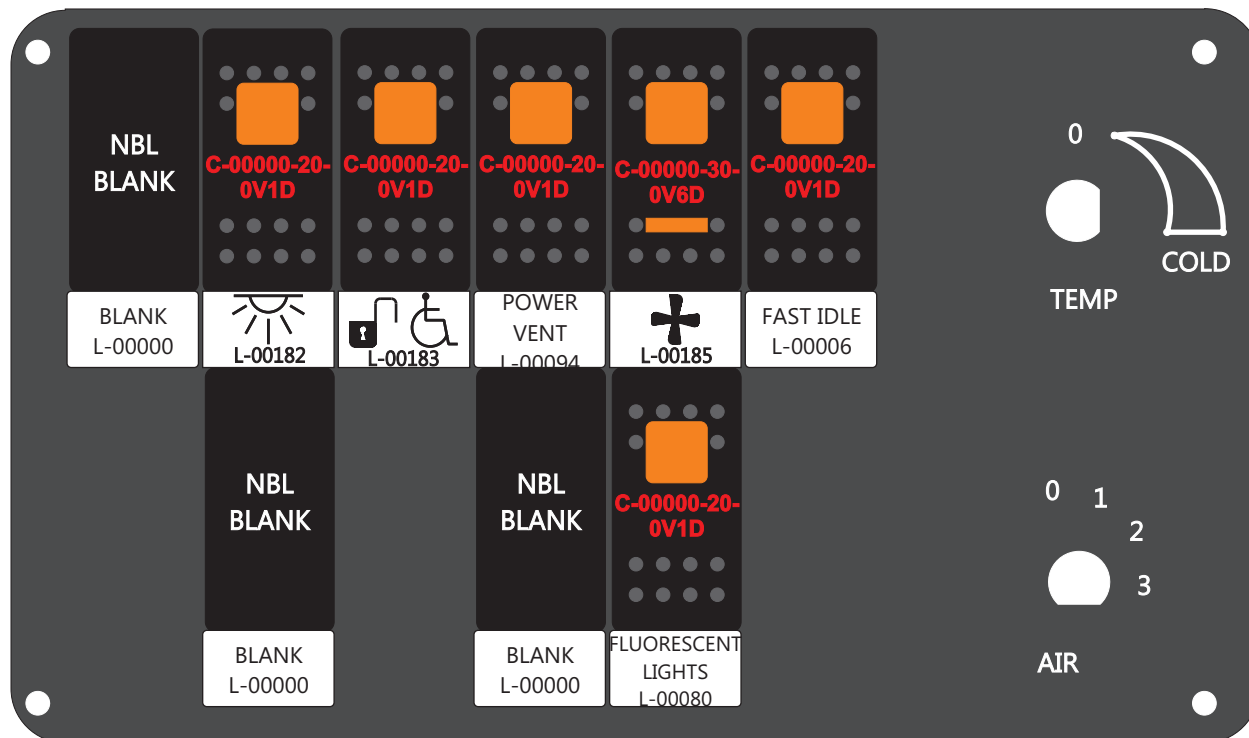 NBL
BLANK
C-00000-20-
0V1D
C-00000-20-
0V1D
C-00000-20-
0V1D
C-00000-30-
0V6D
C-00000-20-
0V1D
0
COLD
TEMP
BLANK
L-00000
L-00182
L-00183
POWER
VENT
L-00094
L-00185
FAST IDLE
L-00006
NBL
BLANK
NBL
BLANK
C-00000-20-
0V1D
0
1
2
3
AIR
BLANK
L-00000
BLANK
L-00000
FLUORESCENT
LIGHTS
L-00080